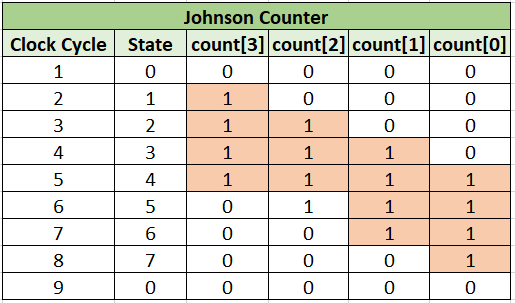 Johnson Counter
Clock Cycle State count[3] count[2] count[1] count[0]
1 0 0 0 0 0
2 1 1 0 0 0
3 2 1 1 0 0
4 3 1 1 1 0
5 4 1 1 1 1
6 5 0 1 1 1
7 6 0 0 1 1
8 7 0 0 0 1
9 0 0 0 0 0